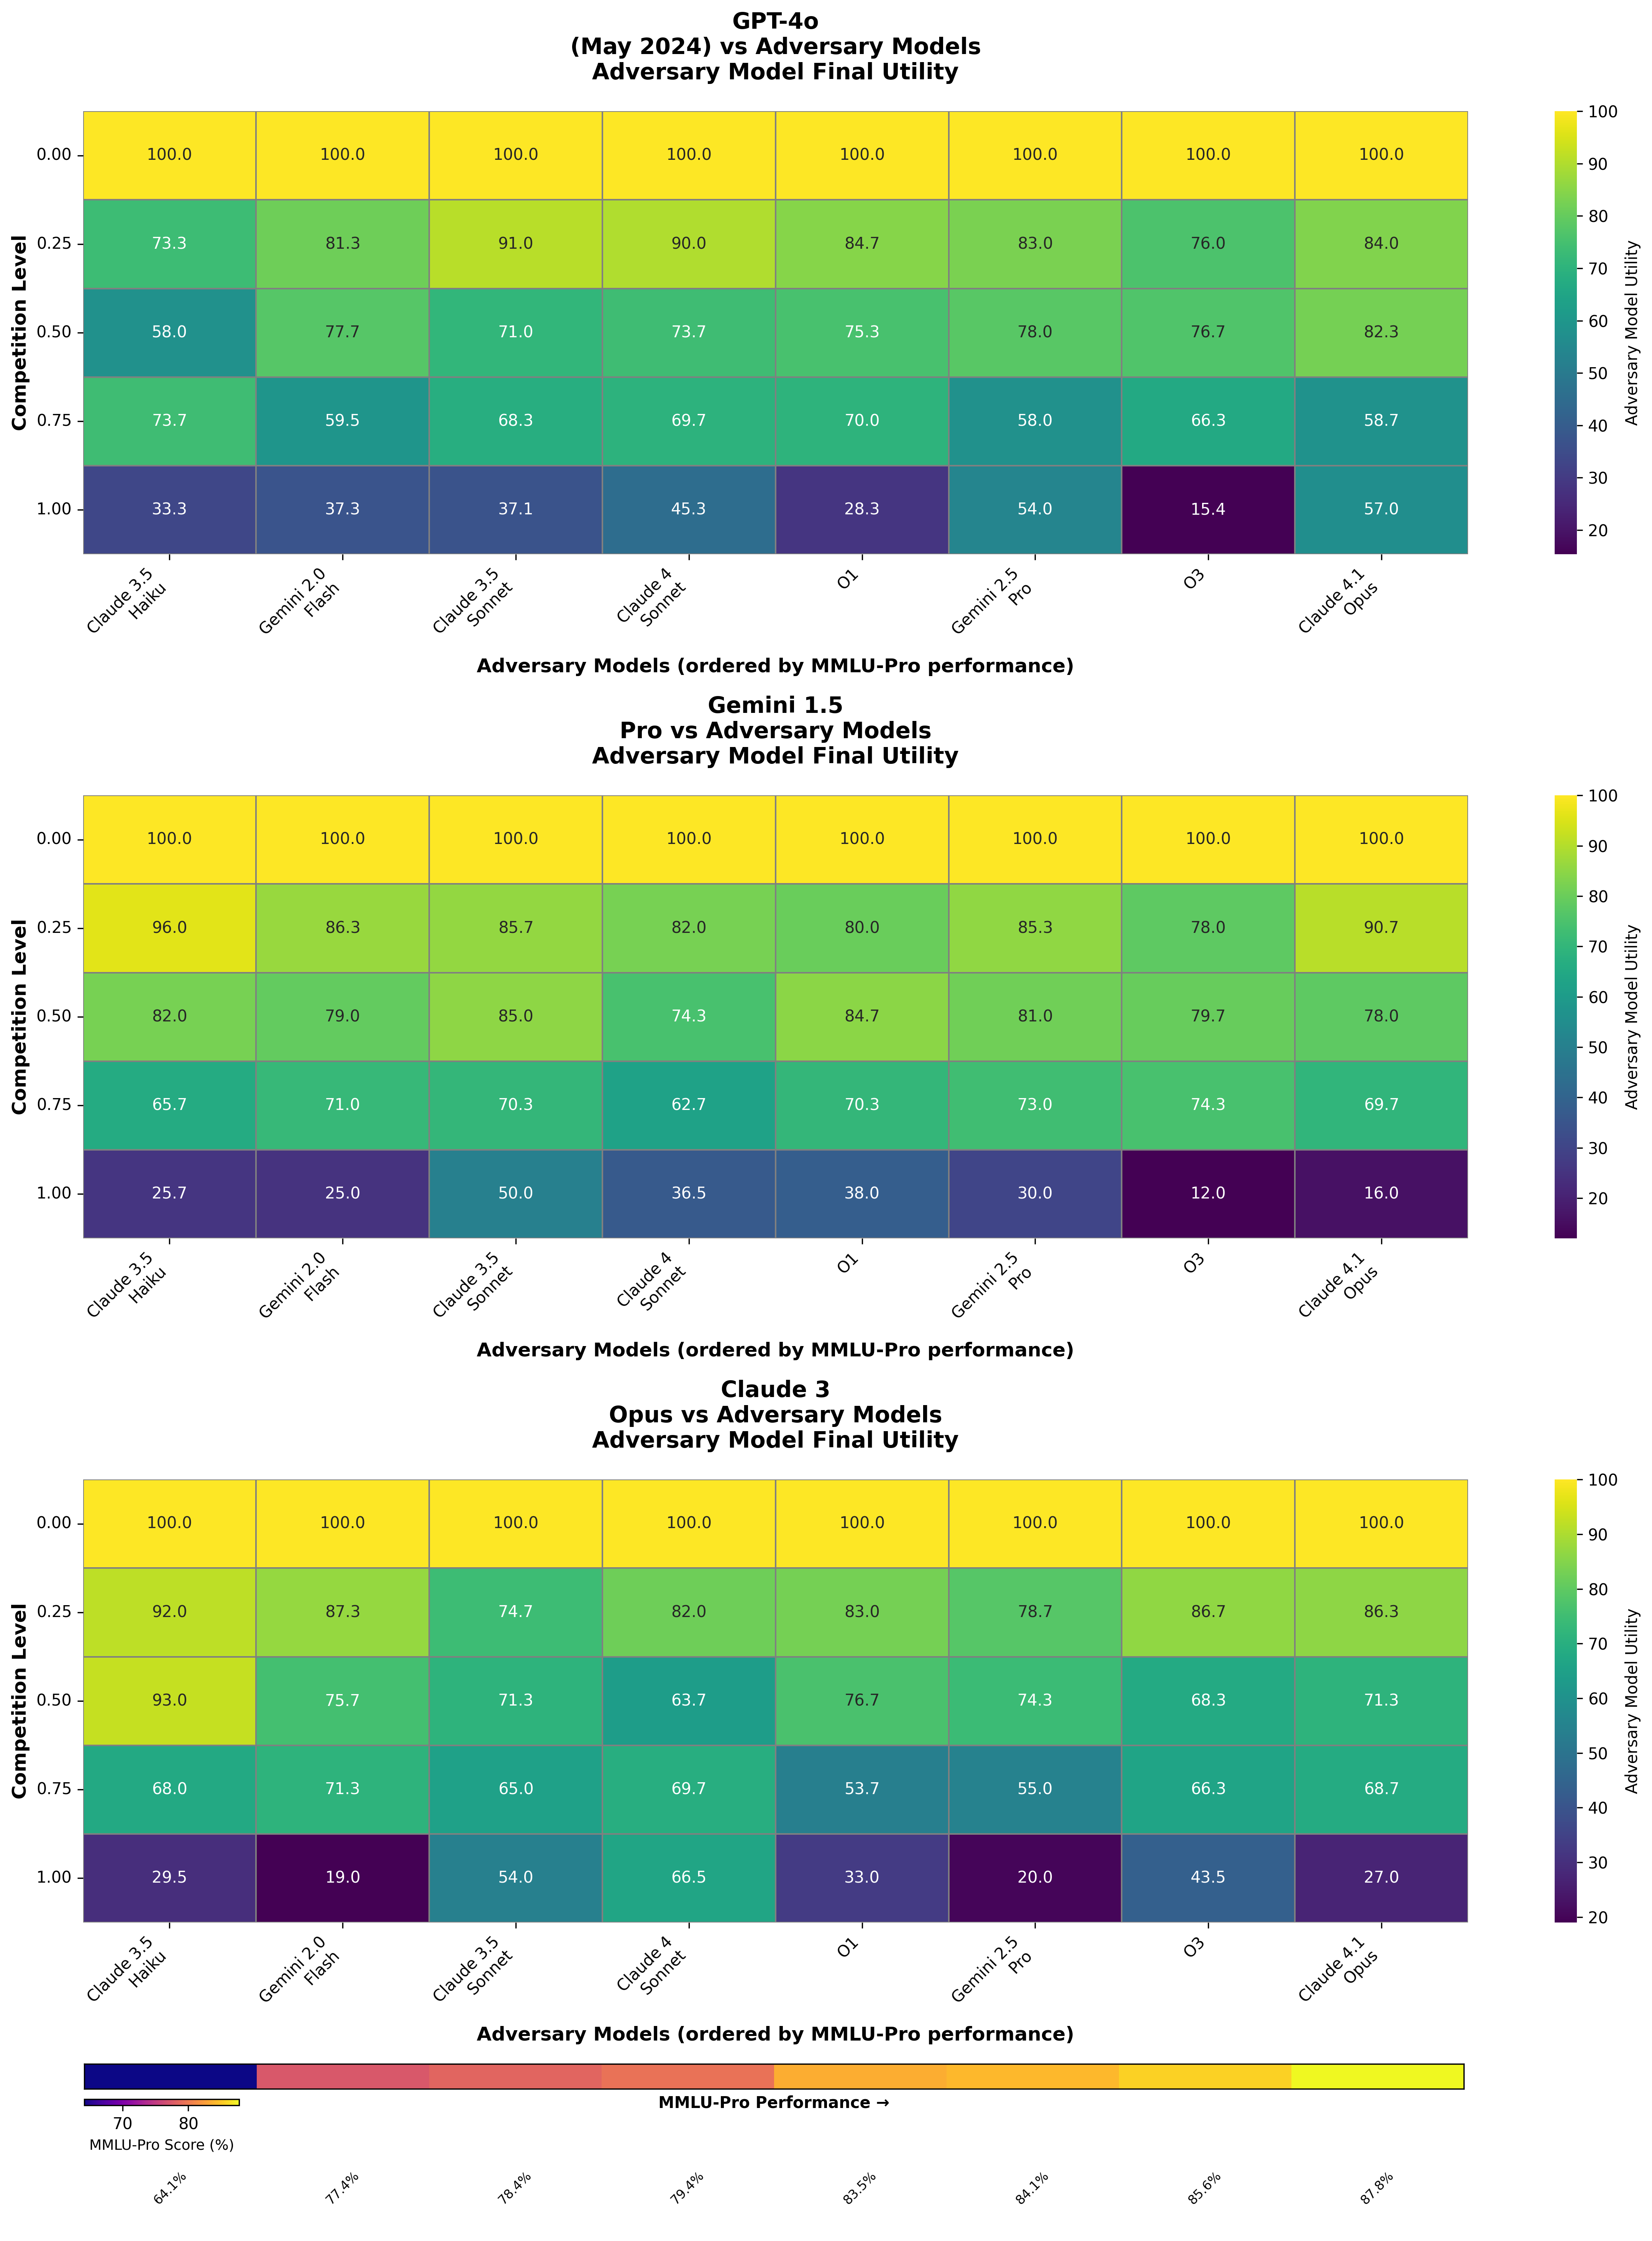 GPT-4o
(May 2024) vs Adversary Models
Adversary Model Final Utility
Competition Level
0.00 100.0 100.0 100.0 100.0 100.0 100.0 100.0 100.0
0.25 73.3 81.3 91.0 90.0 84.7 83.0 76.0 84.0
0.50 58.0 77.7 71.0 73.7 75.3 78.0 76.7 82.3
0.75 73.7 59.5 68.3 69.7 70.0 58.0 66.3 58.7
1.00 33.3 37.3 37.1 45.3 28.3 54.0 15.4 57.0
Claude 3.5
Haiku
Gemini 2.0
Flash
Claude 3.5
Sonnet
Claude 4
Sonnet
O1
Gemini 2.5
Pro
O3
Claude 4.1
Opus
Adversary Models (ordered by MMLU-Pro performance)
100
90
80
70
60
50
40
30
20
Adversary Model Utility
Gemini 1.5
Pro vs Adversary Models
Adversary Model Final Utility
Competition Level
0.00 100.0 100.0 100.0 100.0 100.0 100.0 100.0 100.0
0.25 96.0 86.3 85.7 82.0 80.0 85.3 78.0 90.7
0.50 82.0 79.0 85.0 74.3 84.7 81.0 79.7 78.0
0.75 65.7 71.0 70.3 62.7 70.3 73.0 74.3 69.7
1.00 25.7 25.0 50.0 36.5 38.0 30.0 12.0 16.0
Claude 3.5
Haiku
Gemini 2.0
Flash
Claude 3.5
Sonnet
Claude 4
Sonnet
O1
Gemini 2.5
Pro
O3
Claude 4.1
Opus
Adversary Models (ordered by MMLU-Pro performance)
100
90
80
70
60
50
40
30
20
Adversary Model Utility
Claude 3
Opus vs Adversary Models
Adversary Model Final Utility
Competition Level
0.00 100.0 100.0 100.0 100.0 100.0 100.0 100.0 100.0
0.25 92.0 87.3 74.7 82.0 83.0 78.7 86.7 86.3
0.50 93.0 75.7 71.3 63.7 76.7 74.3 68.3 71.3
0.75 68.0 71.3 65.0 69.7 53.7 55.0 66.3 68.7
1.00 29.5 19.0 54.0 66.5 33.0 20.0 43.5 27.0
Claude 3.5
Haiku
Gemini 2.0
Flash
Claude 3.5
Sonnet
Claude 4
Sonnet
O1
Gemini 2.5
Pro
O3
Claude 4.1
Opus
Adversary Models (ordered by MMLU-Pro performance)
100
90
80
70
60
50
40
30
20
Adversary Model Utility
MMLU-Pro Performance →
70 80
MMLU-Pro Score (%)
64.1% 77.4% 78.4% 79.4% 83.5% 84.1% 85.6% 87.8%